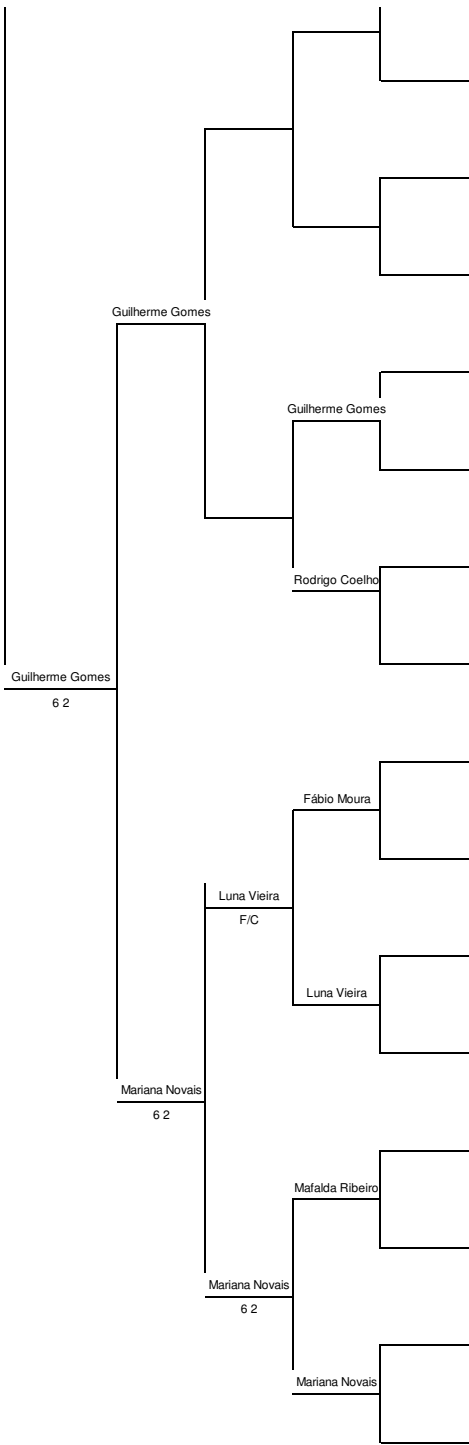 Guilherme Gomes
Guilherme Gomes
Rodrigo Coelho
Guilherme Gomes
6 2
Fábio Moura
Luna Vieira
F/C
Luna Vieira
Mariana Novais
6 2
Mafalda Ribeiro
Mariana Novais
6 2
Mariana Novais